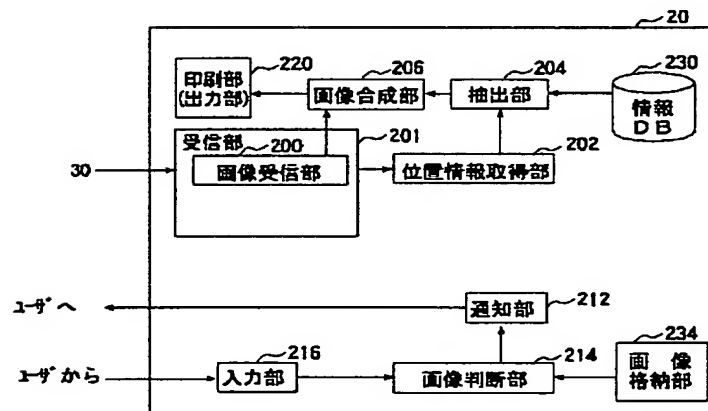 20
220
206
204
230
印刷部
(出力部)
画像合成部
抽出部
情報
DB
受信部
201
200
画像受信部
202
位置情報取得部
30
ユーザへ
通知部
212
234
ユーザから
216
入力部
214
画像判断部
画像
格納部